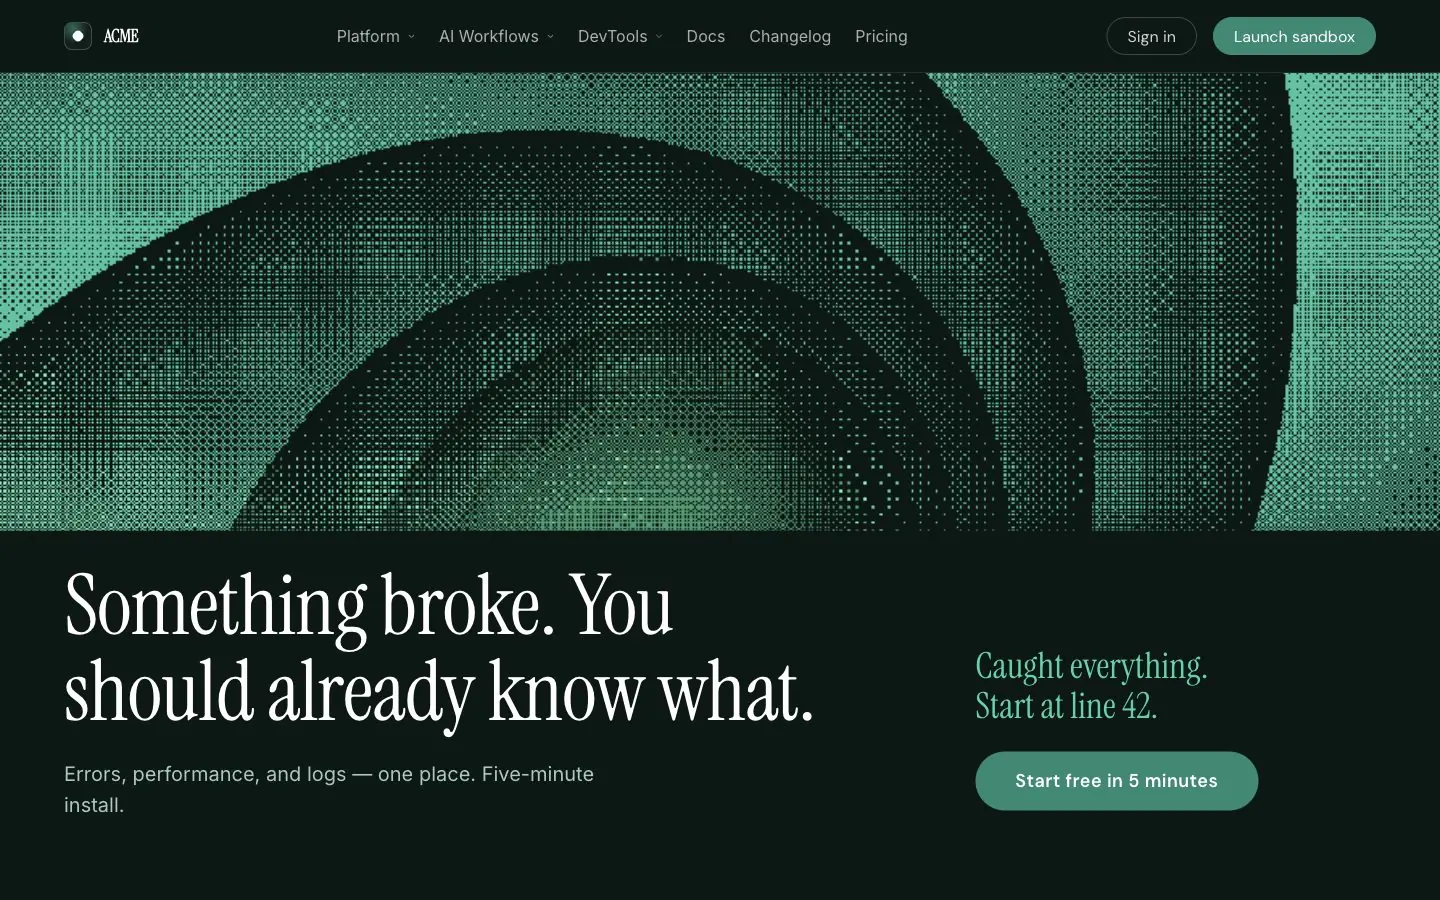 ACME
Platform
AI Workflows
DevTools
Docs
Changelog
Pricing
Sign in
Launch sandbox
Something broke. You
should already know what.
Errors, performance, and logs — one place. Five-minute
install.
Caught everything.
Start at line 42.
Start free in 5 minutes